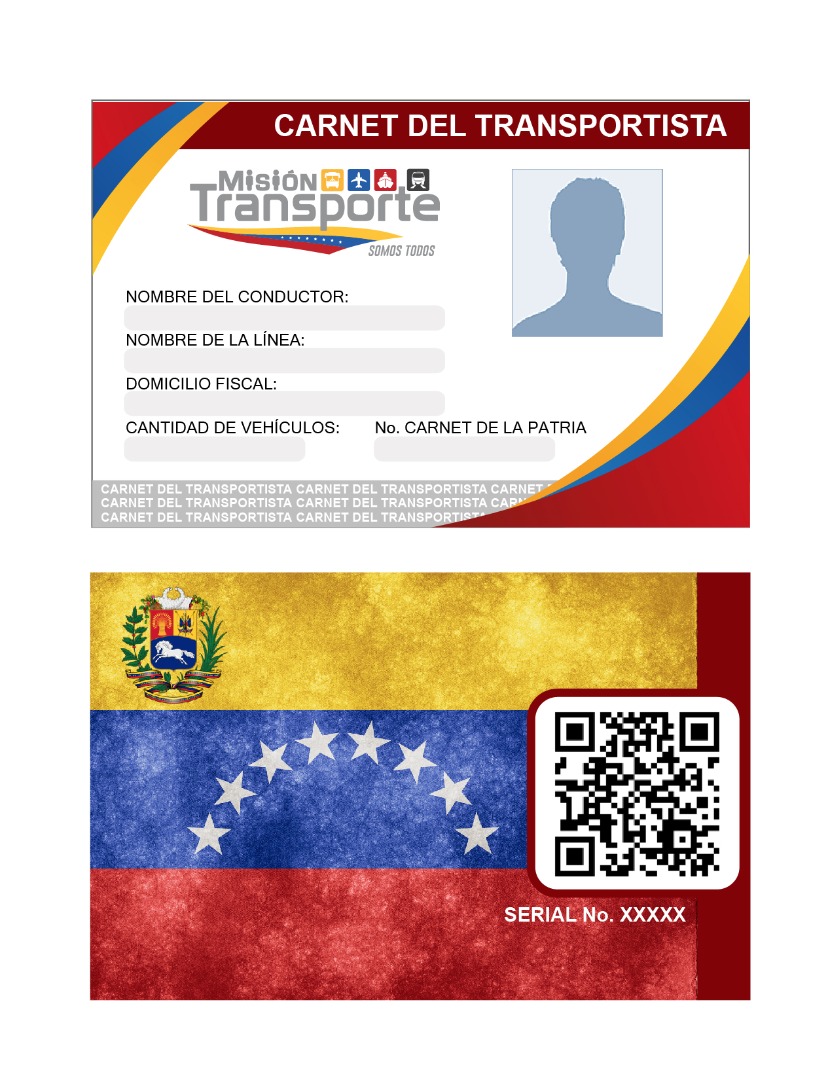 CARNET DEL TRANSPORTISTA
Misión
Transporte
SOMOS TODOS
NOMBRE DEL CONDUCTOR:
NOMBRE DE LA LÍNEA:
DOMICILIO FISCAL:
CANTIDAD DE VEHÍCULOS: No. CARNET DE LA PATRIA
CARNET DEL TRANSPORTISTA CARNET DEL TRANSPORTISTA CARNET
CARNET DEL TRANSPORTISTA CARNET DEL TRANSPORTISTA CARN
CARNET DEL TRANSPORTISTA CARNET DEL TRANSPORTISTA
SERIAL No. XXXXX